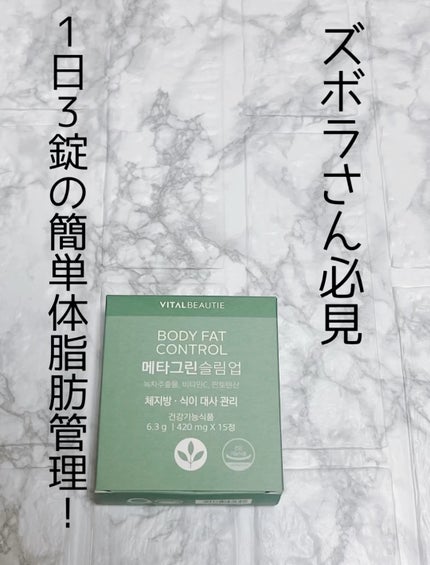 ズボラさん必見
1日3錠の簡単体脂肪管理！
VITALBEAUTIE
BODY FAT
CONTROL
메타그린슬림업
녹차추출물, 비타민C, 판토텐산
체지방·식이 대사 관리
건강기능식품
6.3 g | 420 mg X 15정